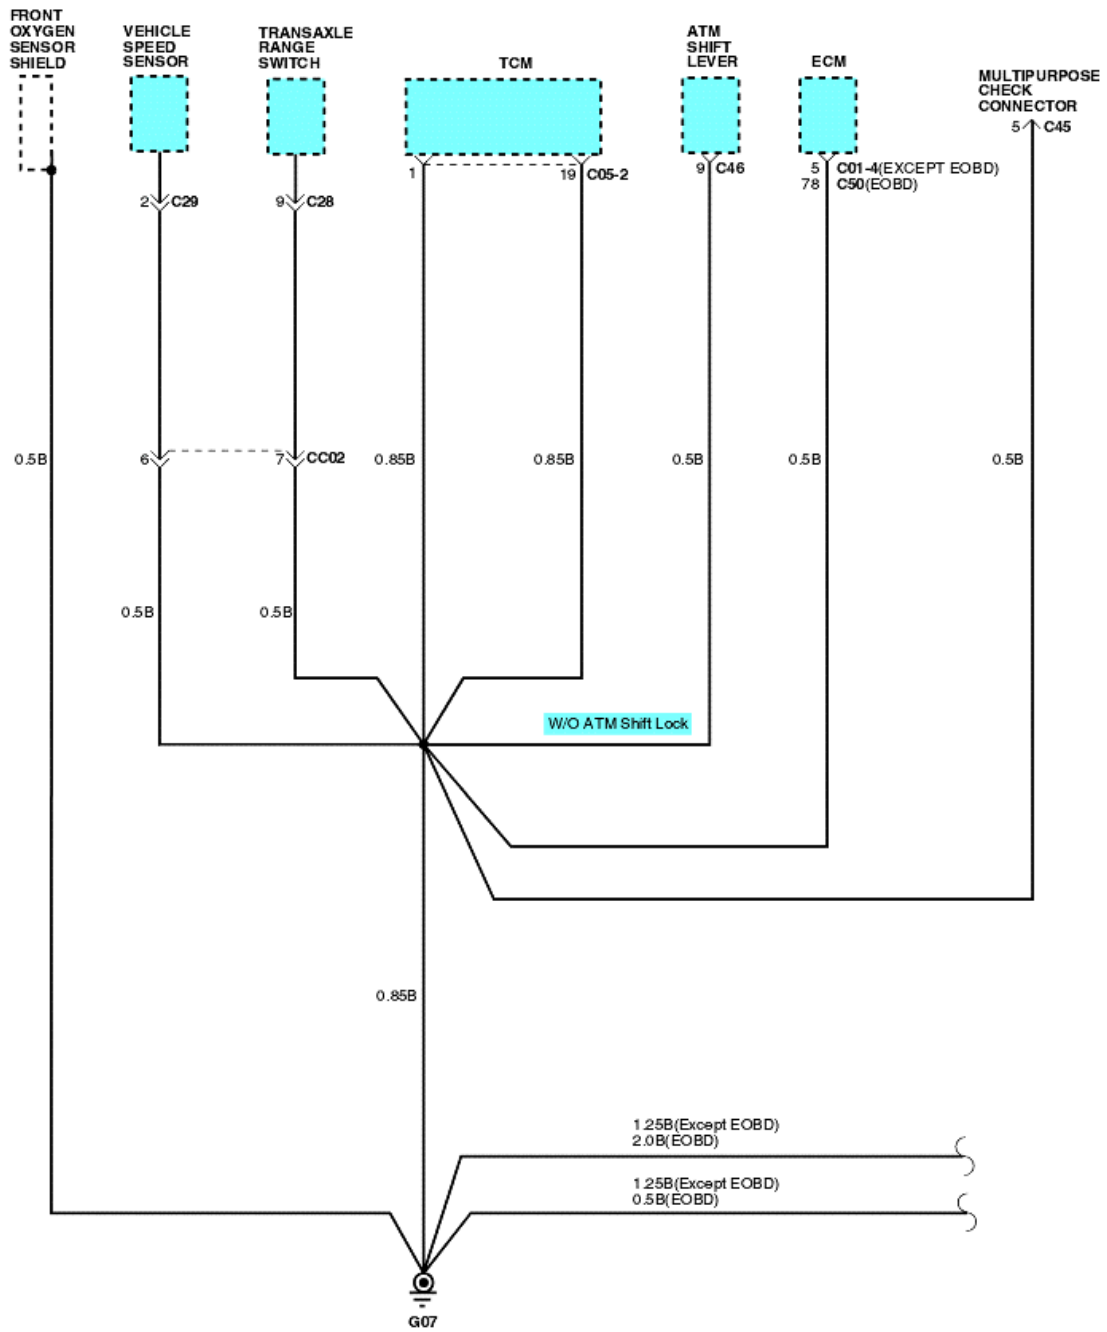 FRONT
OXYGEN
SENSOR
SHIELD
VEHICLE
SPEED
SENSOR
TRANSAXLE
RANGE
SWITCH
TCM
ATM
SHIFT
LEVER
ECM
MULTIPURPOSE
CHECK
CONNECTOR
5 C45
1
19 C05-2
9 C46
5 C01-4(EXCEPT EOBD)
78 C50(EOBD)
2 C29
9 C28
0.5B
6
7 CC02
0.85B
0.85B
0.5B
0.5B
0.5B
0.5B
0.5B
W/O ATM Shift Lock
0.85B
1.25B(Except EOBD)
2.0B(EOBD)
1.25B(Except EOBD)
0.5B(EOBD)
G07